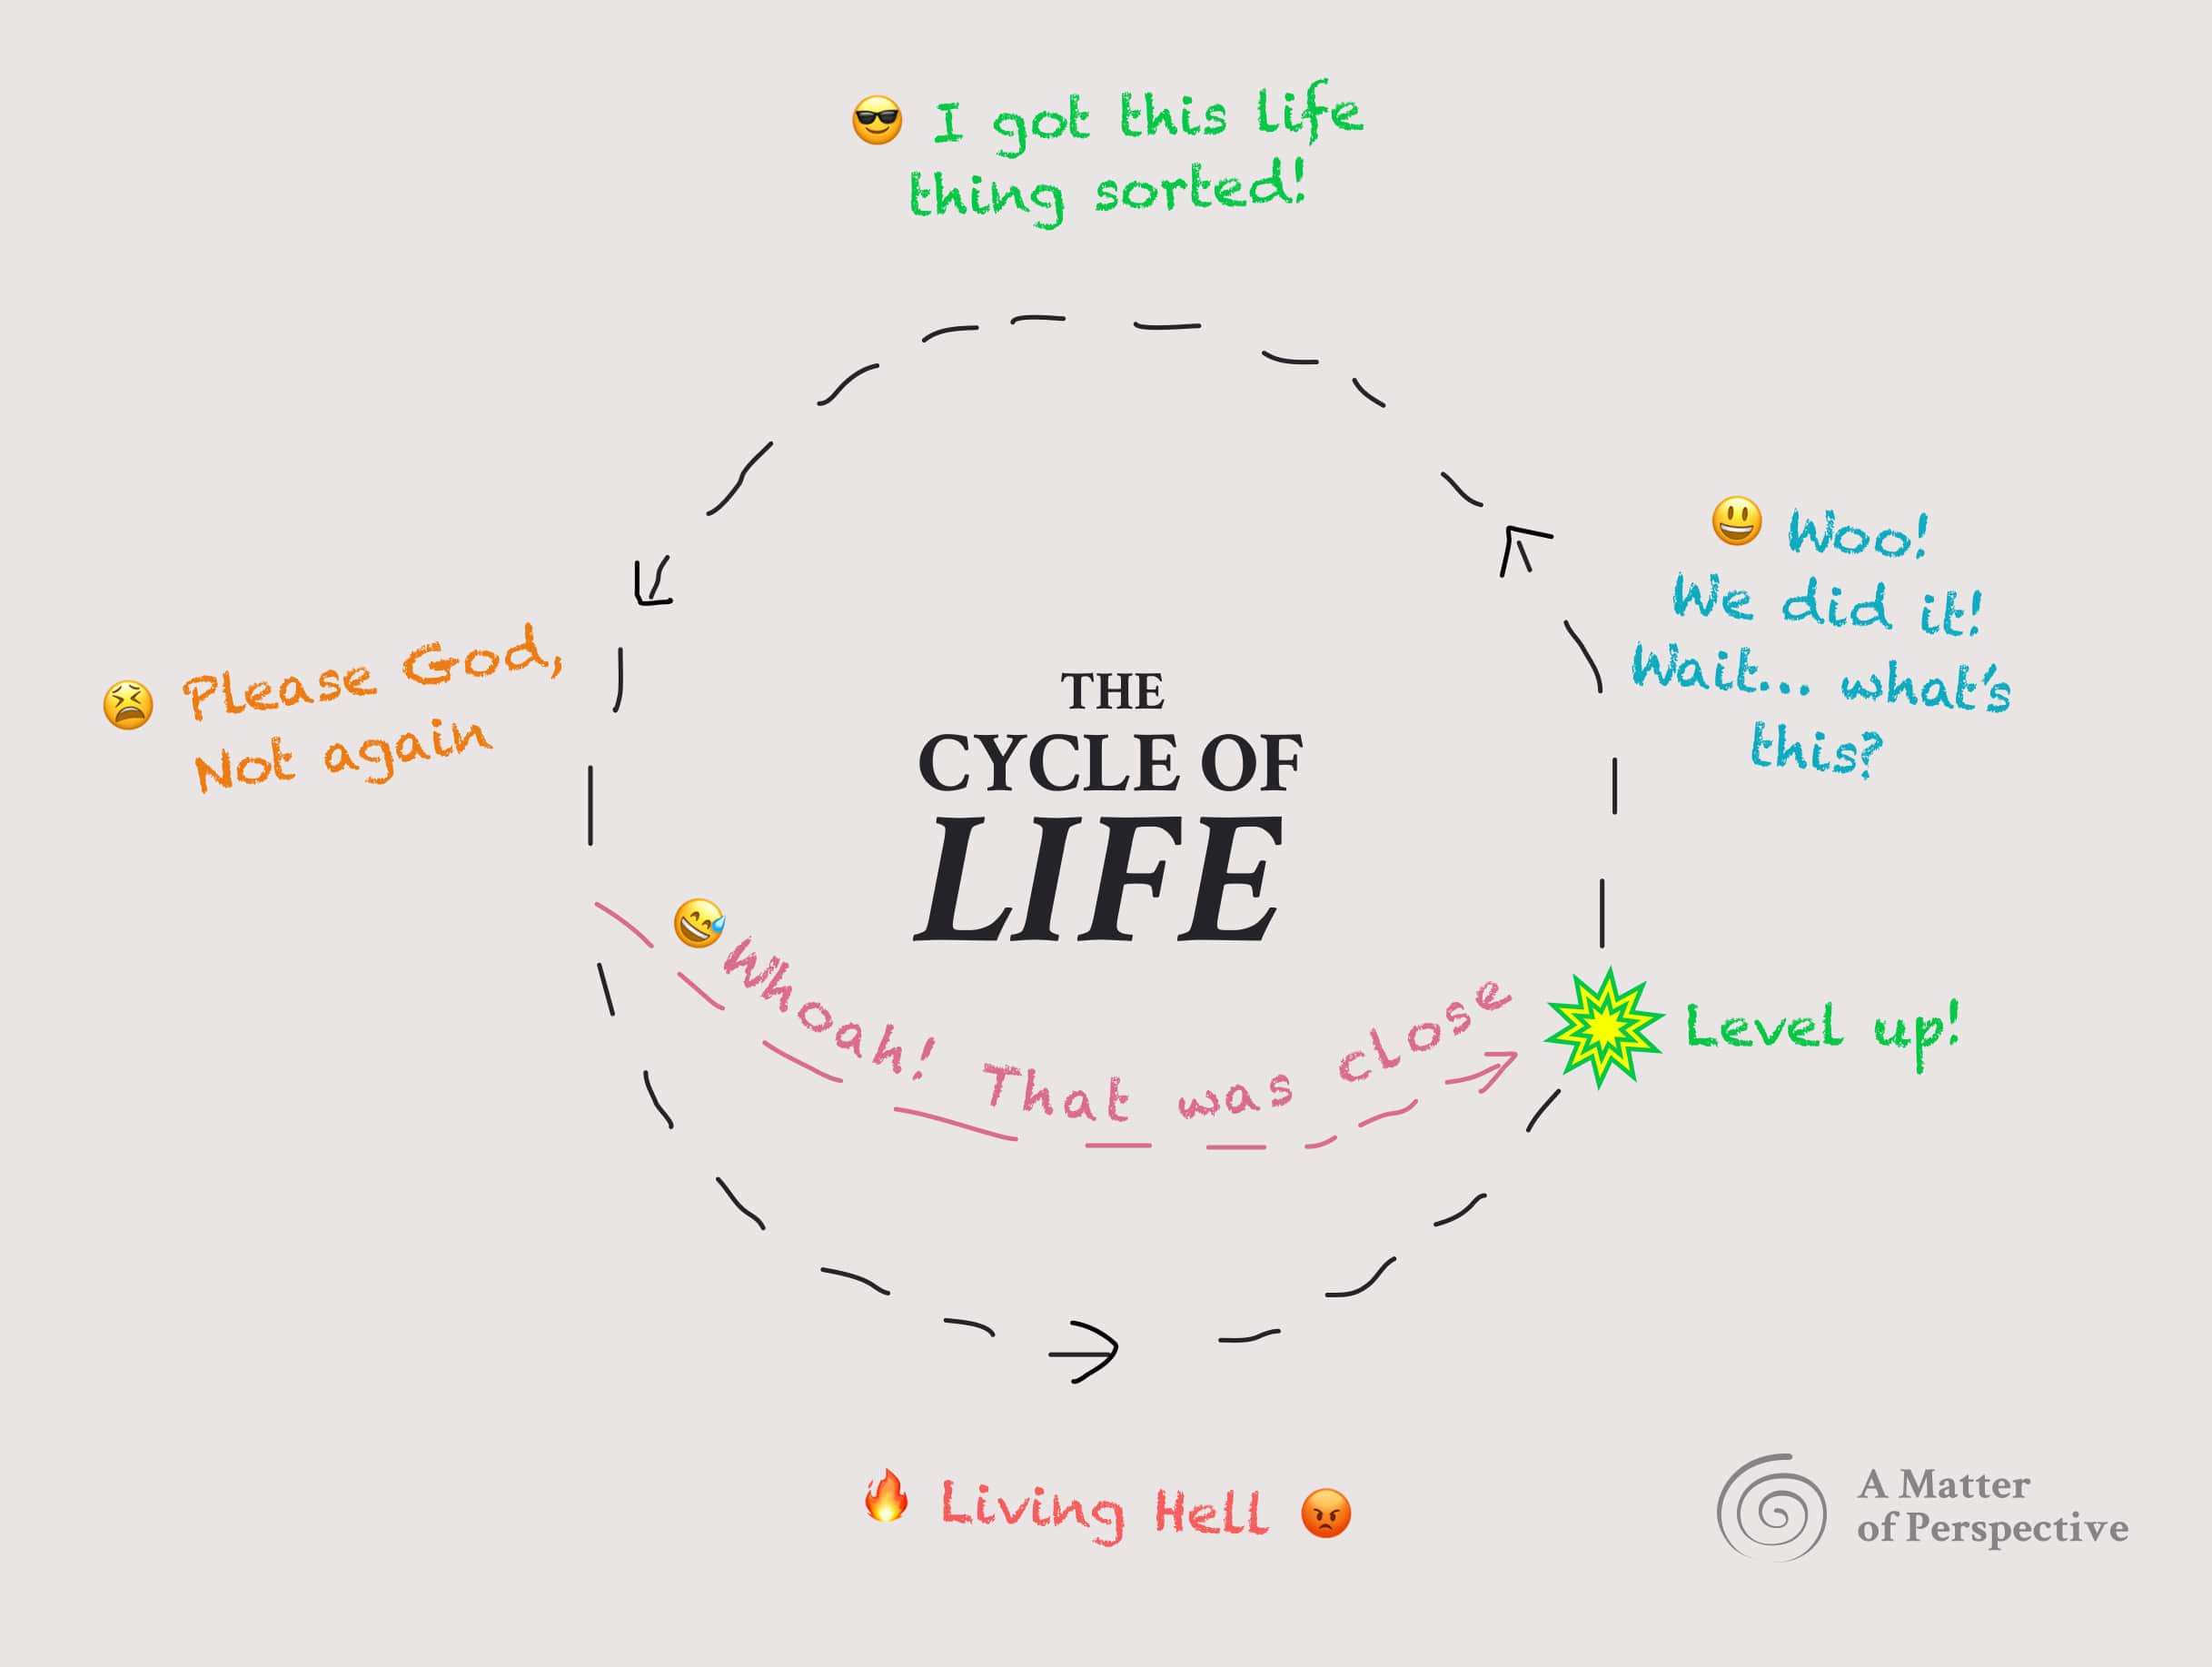 😎 I got this life
thing sorted!
😃 Woo!
We did it!
Wait... what's
this?
😫 Please God,
Not again
THE
CYCLE OF
LIFE
😅 Whoah! That was close
Level up!
🔥 Living Hell 😡
A Matter
of Perspective